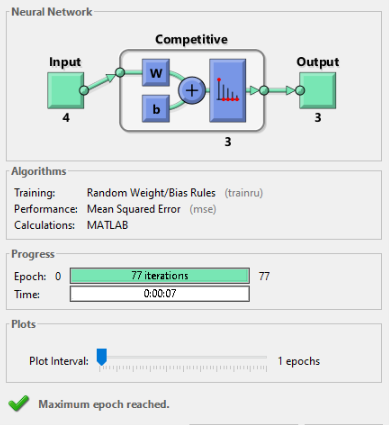 Neural Network
Competitive
Input
Output
W
b
+
4
3
3
Algorithms
Training: Random Weight/Bias Rules (trainru)
Performance: Mean Squared Error (mse)
Calculations: MATLAB
Progress
Epoch: 0 77 iterations 77
Time: 0:00:07
Plots
Plot Interval: 1 epochs
Maximum epoch reached.